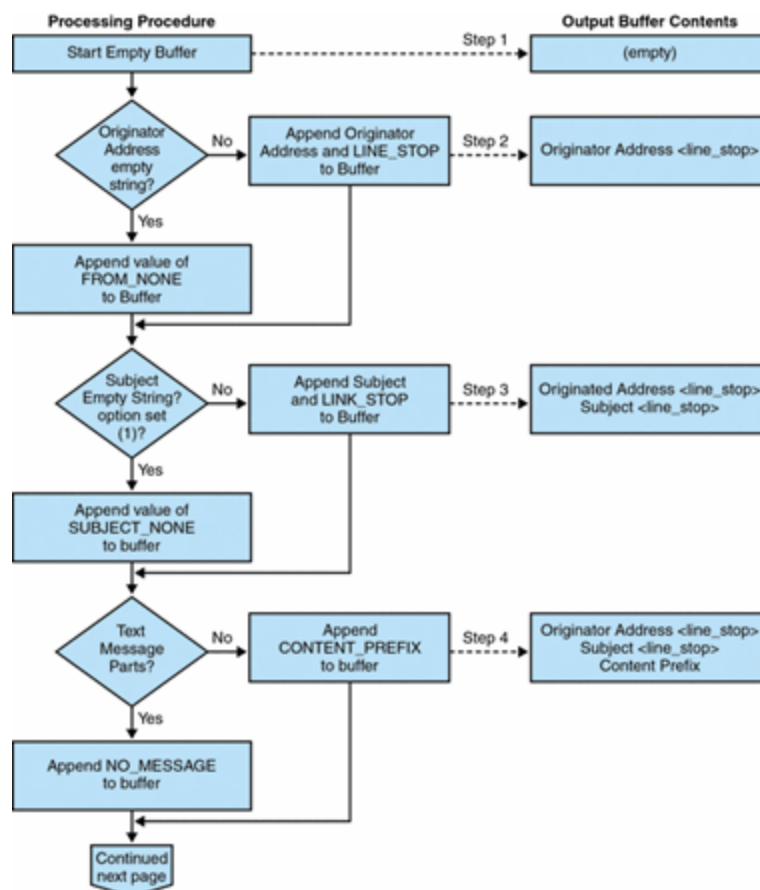 Processing Procedure
Output Buffer Contents
Start Empty Buffer
Step 1
(empty)
Originator
Address
empty
string?
No
Append Originator
Address and LINE_STOP
to Buffer
Step 2
Originator Address <line_stop>
Yes
Append value of
FROM_NONE
to Buffer
Subject
Empty String?
option set
(1)?
No
Append Subject
and LINK_STOP
to Buffer
Step 3
Originated Address <line_stop>
Subject <line_stop>
Yes
Append value of
SUBJECT_NONE
to buffer
Text
Message
Parts?
No
Append
CONTENT_PREFIX
to buffer
Step 4
Originator Address <line_stop>
Subject <line_stop>
Content Prefix
Yes
Append NO_MESSAGE
to buffer
Continued
next page